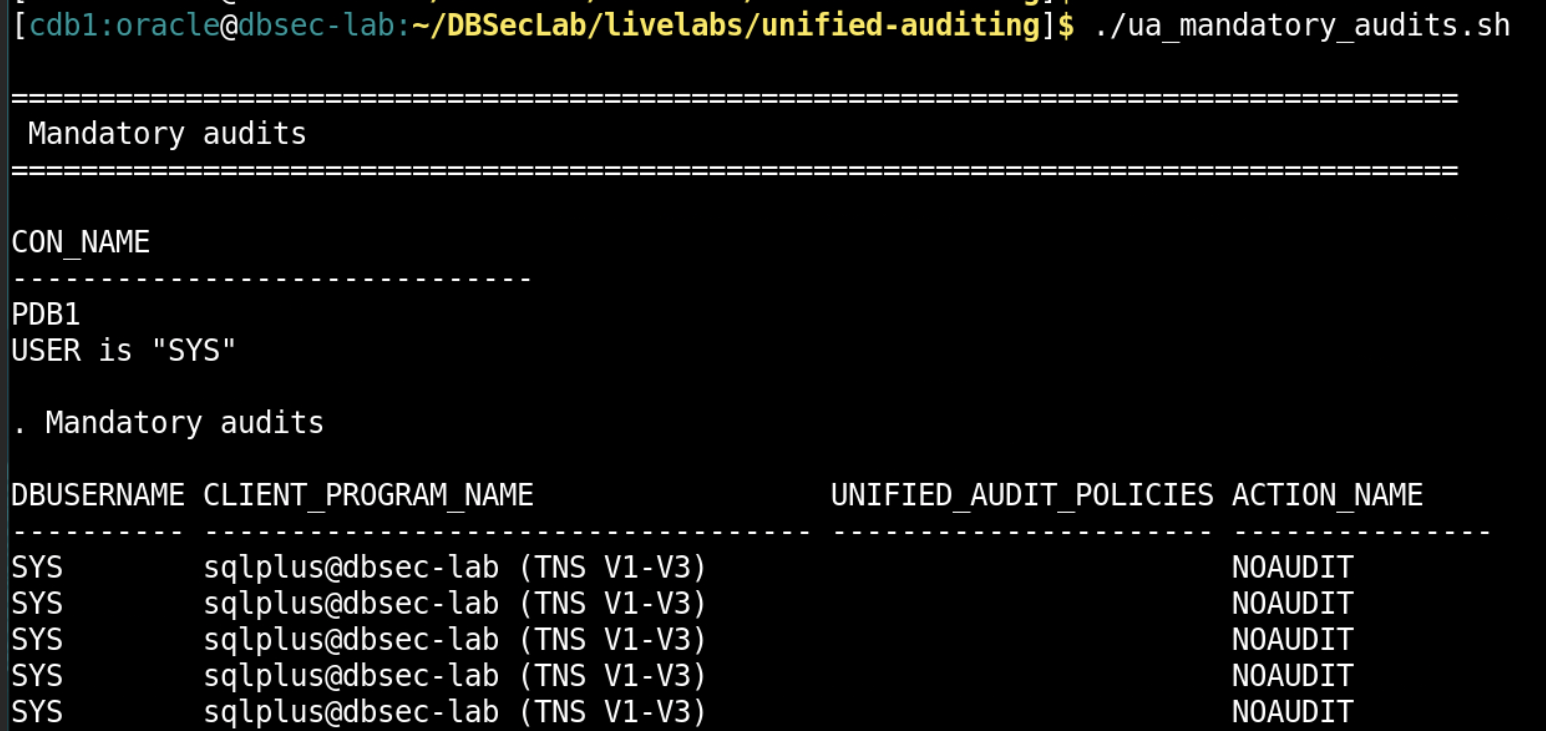 [cdb1:oracle@dbsec-lab:~/DBSecLab/livelabs/unified-auditing]$ ./ua_mandatory_audits.sh
===================================================================================
Mandatory audits
===================================================================================
CON_NAME
------------------------------
PDB1
USER is "SYS"
. Mandatory audits
DBUSERNAME CLIENT_PROGRAM_NAME                 UNIFIED_AUDIT_POLICIES ACTION_NAME
---------- ----------------------------------- ---------------------- ---------------
SYS        sqlplus@dbsec-lab (TNS V1-V3)                              NOAUDIT
SYS        sqlplus@dbsec-lab (TNS V1-V3)                              NOAUDIT
SYS        sqlplus@dbsec-lab (TNS V1-V3)                              NOAUDIT
SYS        sqlplus@dbsec-lab (TNS V1-V3)                              NOAUDIT
SYS        sqlplus@dbsec-lab (TNS V1-V3)                              NOAUDIT